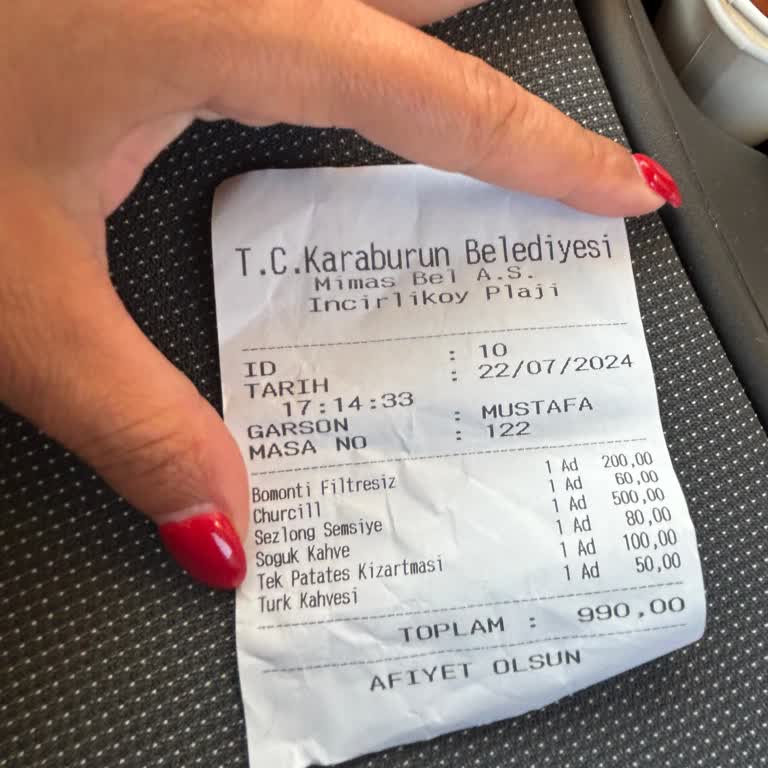 T.C.Karaburun Belediyesi
Mimas Bel A.S.
Incirlikoy Plaji
ID : 10
TARIH : 22/07/2024
17:14:33
GARSON : MUSTAFA
MASA NO : 122
Bomonti Filtresiz 1 Ad 200,00
Churcill 1 Ad 60,00
Sezlong Semsiye 1 Ad 500,00
Soguk Kahve 1 Ad 80,00
Tek Patates Kizartmasi 1 Ad 100,00
Turk Kahvesi 1 Ad 50,00
TOPLAM : 990,00
AFIYET OLSUN